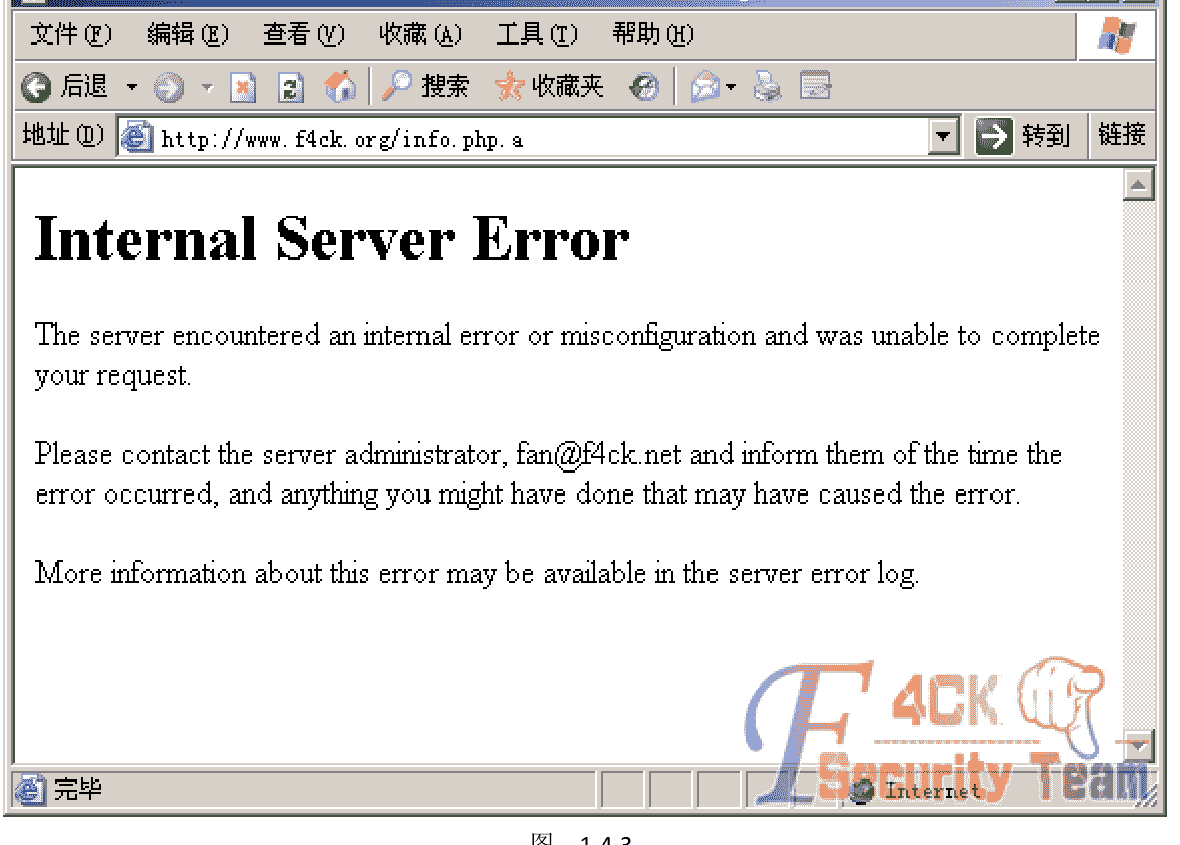 文件(F) 编辑(E) 查看(V) 收藏(A) 工具(T) 帮助(H)
后退 搜索 收藏夹
地址(D) http://www.f4ck.org/info.php.a 转到 链接
Internal Server Error
The server encountered an internal error or misconfiguration and was unable to complete
your request.
Please contact the server administrator, fan@f4ck.net and inform them of the time the
error occurred, and anything you might have done that may have caused the error.
More information about this error may be available in the server error log.
F4CK
Security Team
完毕 Internet
图 1.4.3